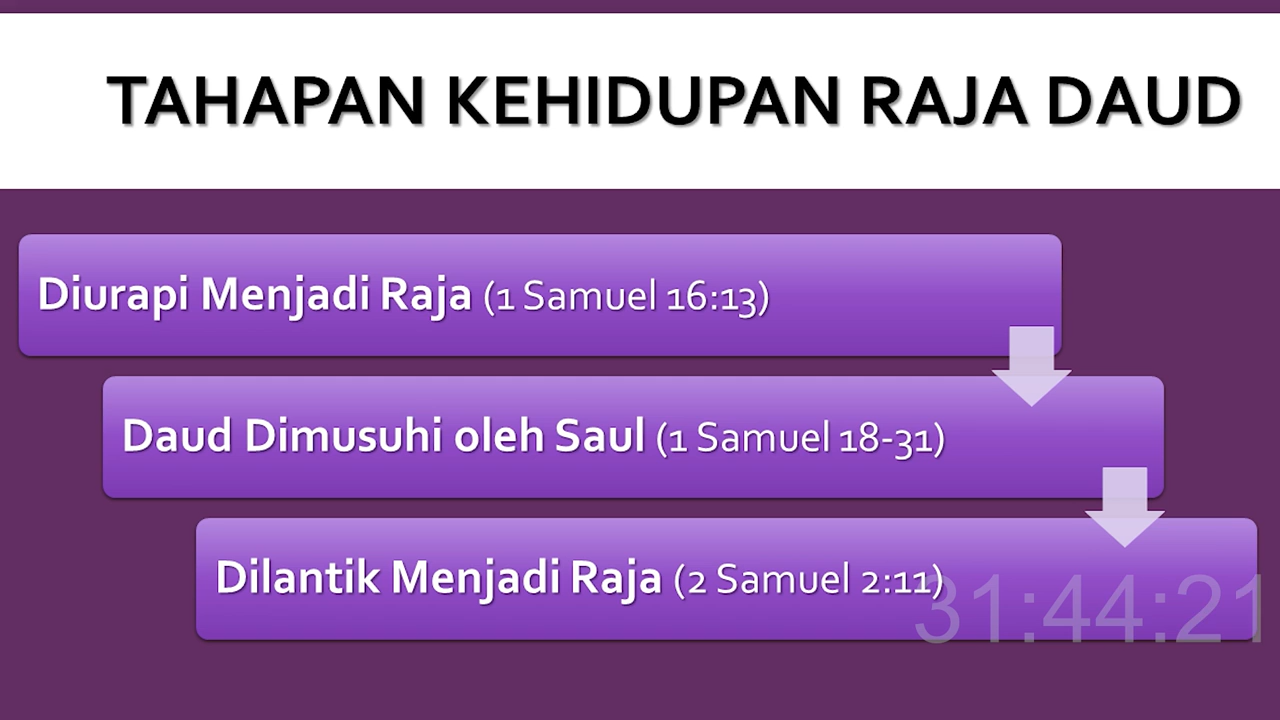 TAHAPAN KEHIDUPAN RAJA DAUD
Diurapi Menjadi Raja (1 Samuel 16:13)
Daud Dimusuhi oleh Saul (1 Samuel 18-31)
Dilantik Menjadi Raja (2 Samuel 2:11)
31:44:21